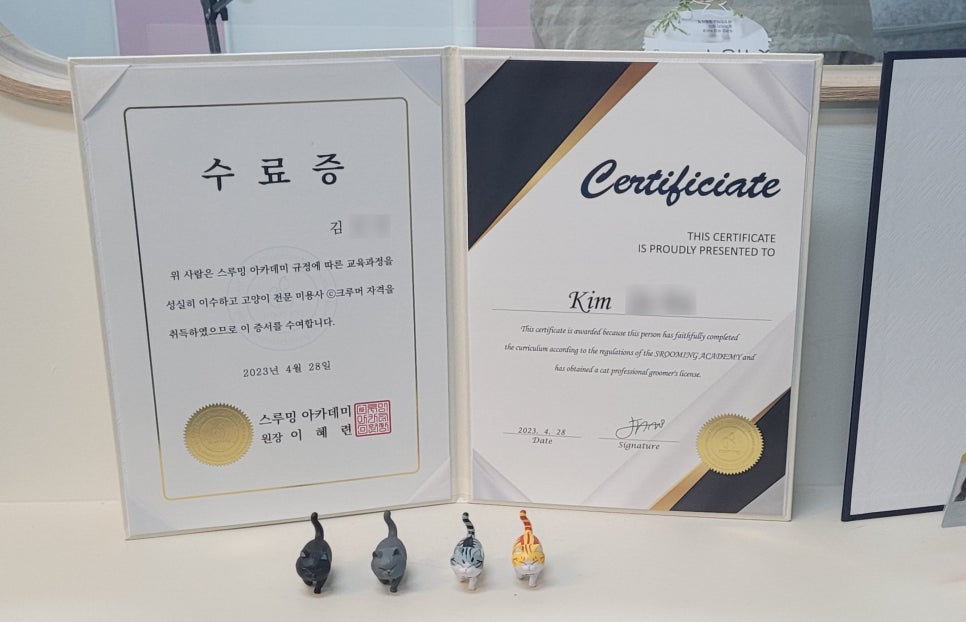 수료증
김
위 사람은 스루밍 아카데미 규정에 따른 교육과정을
성실히 이수하고 고양이 전문 미용사 ⓒ크루머 자격을
취득하였으므로 이 증서를 수여합니다.
2023년 4월 28일
스루밍 아카데미
원장 이 혜 련
Certificiate
THIS CERTIFICATE
IS PROUDLY PRESENTED TO
Kim
This certificate is awarded because this person has faithfully completed
the curriculum according to the regulations of the SROOMING ACADEMY and
has obtained a cat professional groomer's license.
2023. 4. 28
Date
Signature